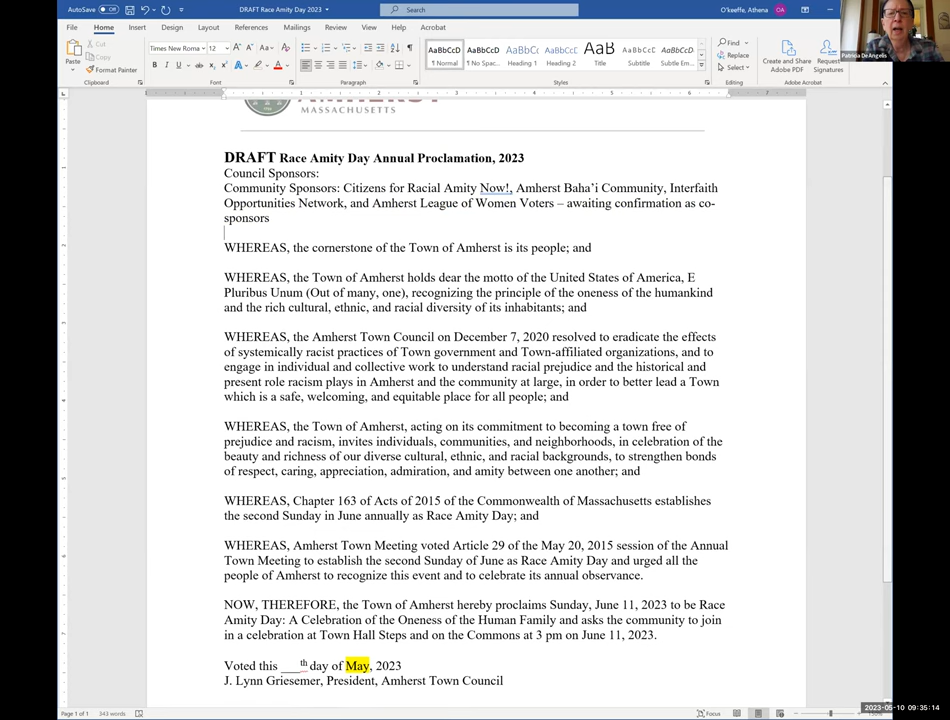 AutoSave Off DRAFT Race Amity Day 2023 Search O'keeffe, Athena OA
File Home Insert Design Layout References Mailings Review View Help Acrobat
Paste Cut Copy Format Painter Times New Roma 12 AaBbCcD AaBbCcD AaBbCc AaBbCcD AaB AaBbCcD AaBbCcD Find Replace Select Create and Share Adobe PDF Request Signatures
¶ Normal ¶ No Spac... Heading 1 Heading 2 Title Subtitle Subtle Em...
Clipboard Font Paragraph Styles Editing Adobe Acrobat
Patricia DeAngelis
AMHERST
MASSACHUSETTS
DRAFT Race Amity Day Annual Proclamation, 2023
Council Sponsors:
Community Sponsors: Citizens for Racial Amity Now!, Amherst Baha'i Community, Interfaith
Opportunities Network, and Amherst League of Women Voters – awaiting confirmation as co-
sponsors
WHEREAS, the cornerstone of the Town of Amherst is its people; and
WHEREAS, the Town of Amherst holds dear the motto of the United States of America, E
Pluribus Unum (Out of many, one), recognizing the principle of the oneness of the humankind
and the rich cultural, ethnic, and racial diversity of its inhabitants; and
WHEREAS, the Amherst Town Council on December 7, 2020 resolved to eradicate the effects
of systemically racist practices of Town government and Town-affiliated organizations, and to
engage in individual and collective work to understand racial prejudice and the historical and
present role racism plays in Amherst and the community at large, in order to better lead a Town
which is a safe, welcoming, and equitable place for all people; and
WHEREAS, the Town of Amherst, acting on its commitment to becoming a town free of
prejudice and racism, invites individuals, communities, and neighborhoods, in celebration of the
beauty and richness of our diverse cultural, ethnic, and racial backgrounds, to strengthen bonds
of respect, caring, appreciation, admiration, and amity between one another; and
WHEREAS, Chapter 163 of Acts of 2015 of the Commonwealth of Massachusetts establishes
the second Sunday in June annually as Race Amity Day; and
WHEREAS, Amherst Town Meeting voted Article 29 of the May 20, 2015 session of the Annual
Town Meeting to establish the second Sunday of June as Race Amity Day and urged all the
people of Amherst to recognize this event and to celebrate its annual observance.
NOW, THEREFORE, the Town of Amherst hereby proclaims Sunday, June 11, 2023 to be Race
Amity Day: A Celebration of the Oneness of the Human Family and asks the community to join
in a celebration at Town Hall Steps and on the Commons at 3 pm on June 11, 2023.
Voted this ___th day of May, 2023
J. Lynn Griesemer, President, Amherst Town Council
Page 1 of 1 343 words Focus
2023-05-10 09:35:14